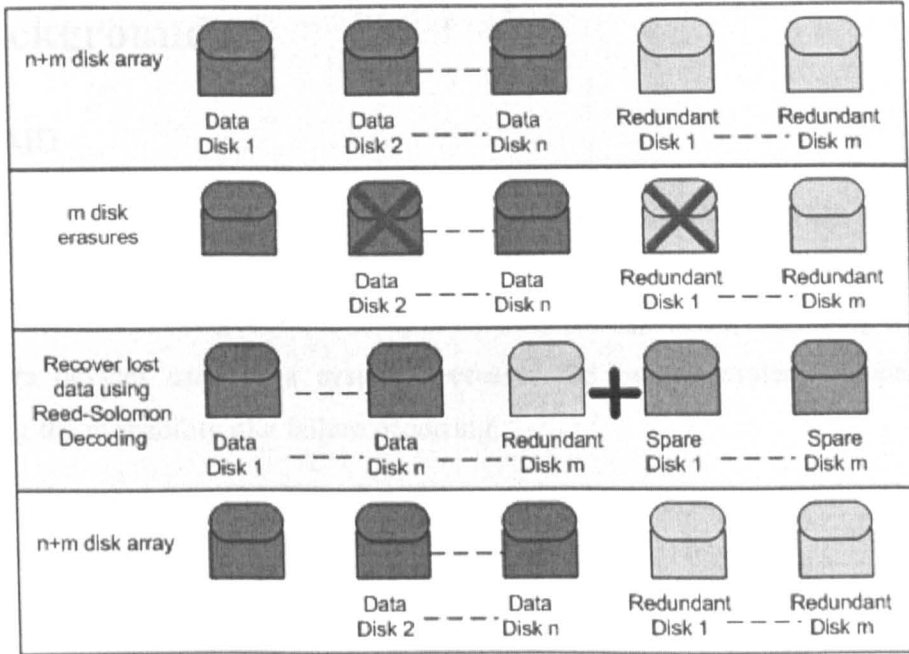 n+m disk array
Data Disk 1
Data Disk 2
Data Disk n
Redundant Disk 1
Redundant Disk m
m disk erasures
Data Disk 2
Data Disk n
Redundant Disk 1
Redundant Disk m
Recover lost data using Reed-Solomon Decoding
Data Disk 1
Data Disk n
Redundant Disk m
Spare Disk 1
Spare Disk m
n+m disk array
Data Disk 2
Data Disk n
Redundant Disk 1
Redundant Disk m